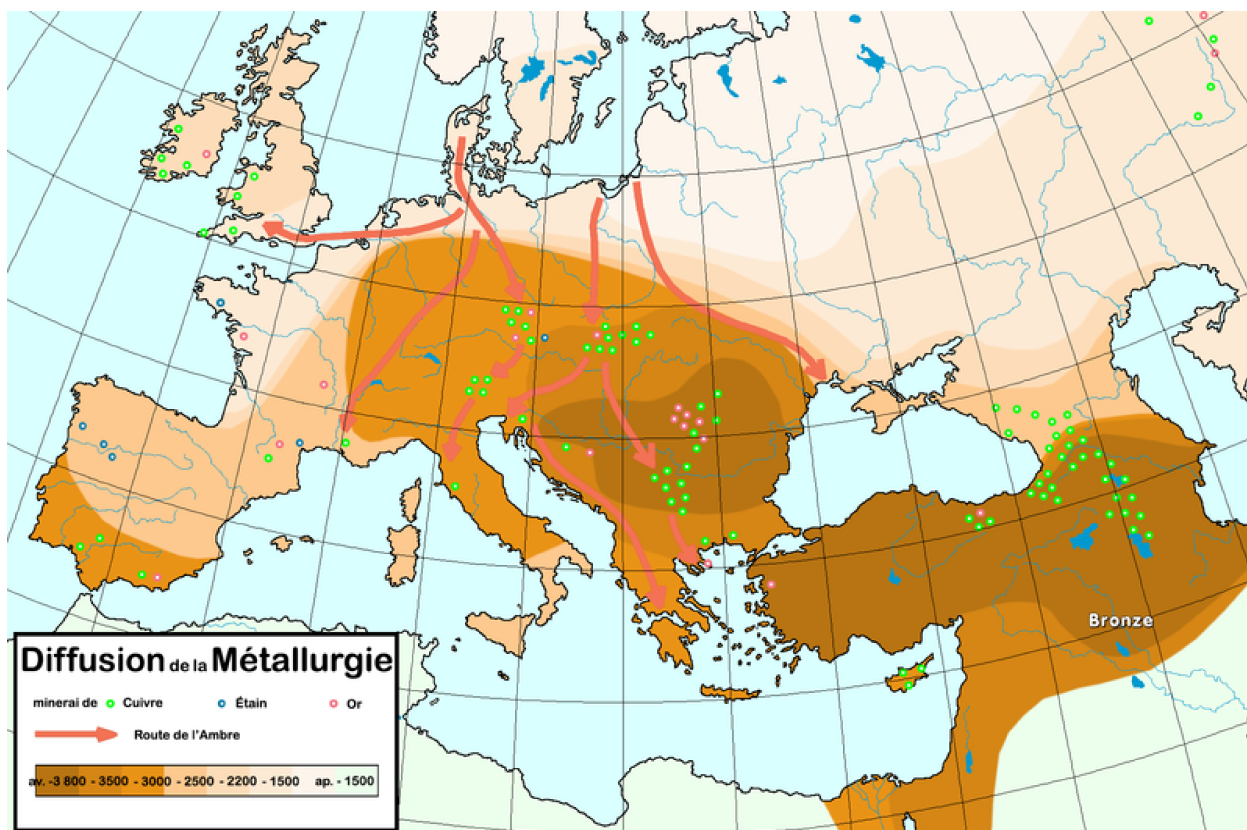 Bronze
Diffusion de la Métallurgie
minerai de Cuivre Étain Or
Route de l'Ambre
av. -3 800 - 3500 - 3000 - 2500 - 2200 - 1500 ap. - 1500